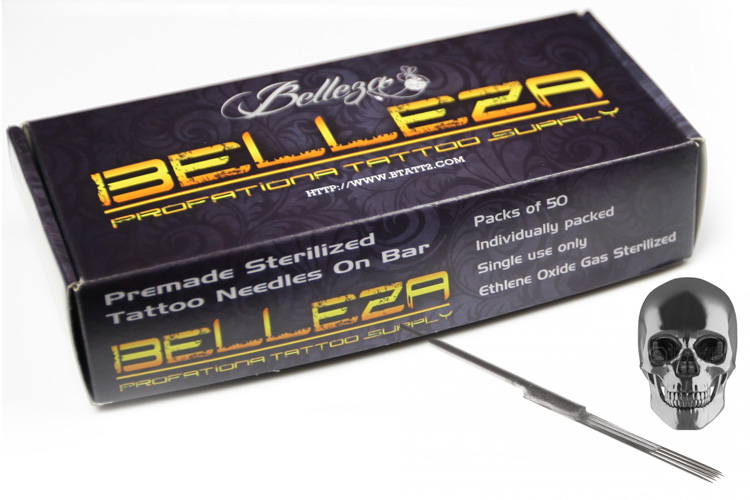 Belleza
BELLEZA
PROFATIONA TATTOO SUPPLY
HTTP://WWW.BTATT2.COM
Premade Sterilized
Tattoo Needles On Bar
BELLEZA
PROFATIONA TATTOO SUPPLY
Packs of 50
Individually packed
Single use only
Ethlene Oxide Gas Sterilized